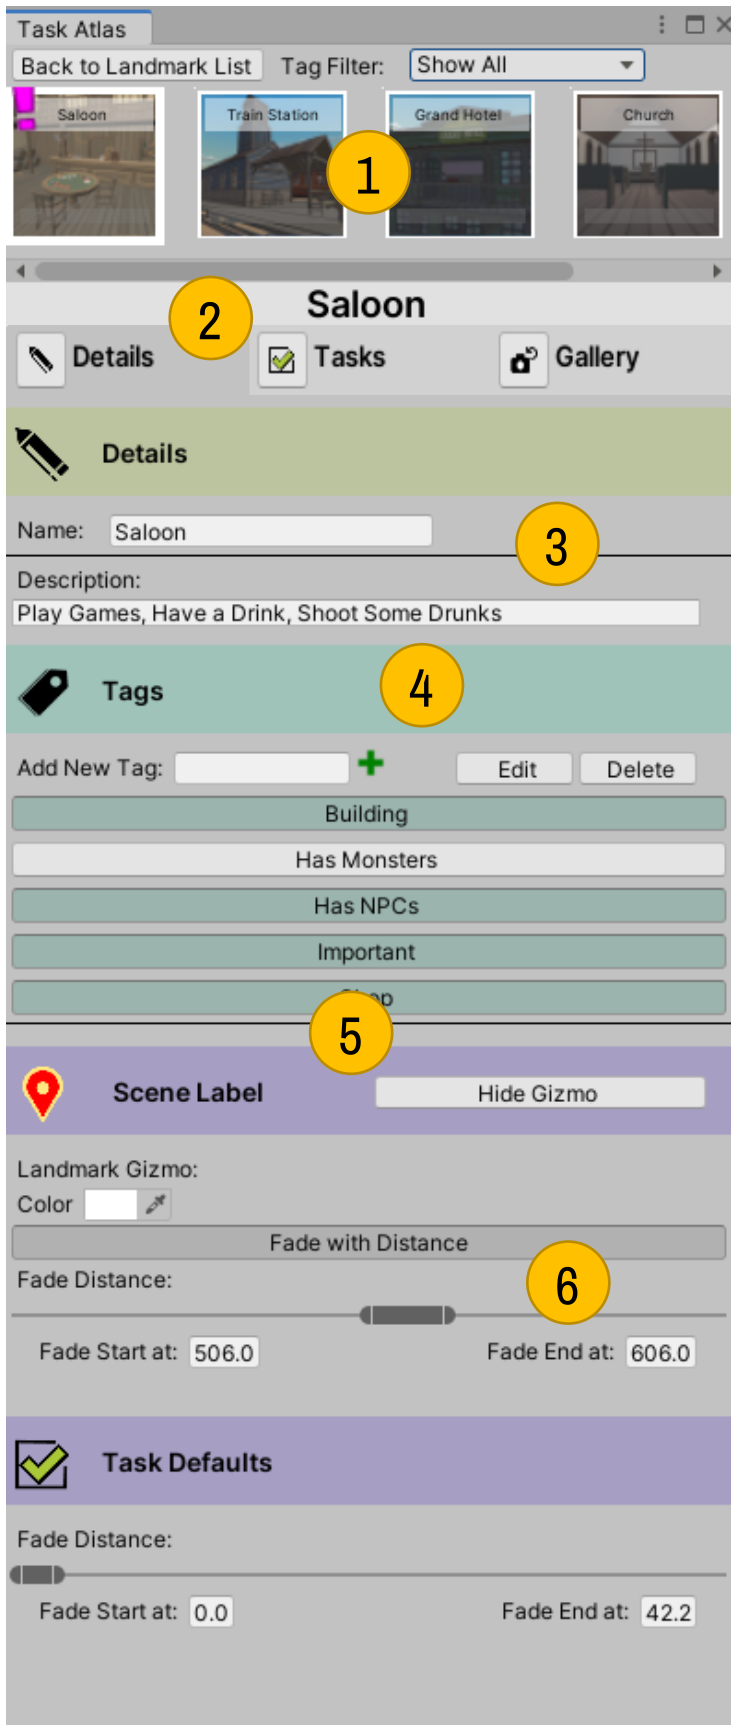 Task Atlas
Back to Landmark List Tag Filter: Show All
Saloon Train Station Grand Hotel Church
1
Saloon
2
Details Tasks Gallery
Details
Name: Saloon
3
Description:
Play Games, Have a Drink, Shoot Some Drunks
Tags
4
Add New Tag: Edit Delete
Building
Has Monsters
Has NPCs
Important
5
Scene Label Hide Gizmo
Landmark Gizmo:
Color
Fade with Distance
Fade Distance:
6
Fade Start at: 506.0 Fade End at: 606.0
Task Defaults
Fade Distance:
Fade Start at: 0.0 Fade End at: 42.2